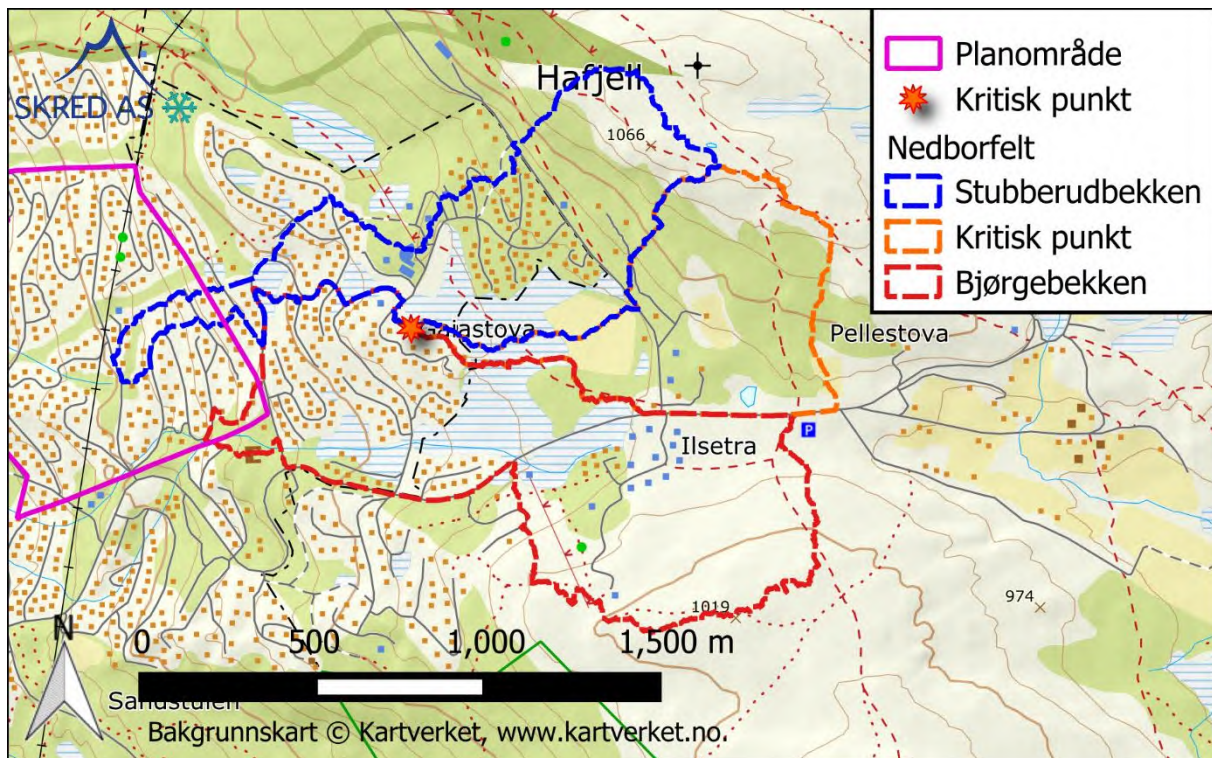 SKRED AS
Hafjell
1066
Gaiastova
Pellestova
P
Ilsetra
1019
974
N
0 500 1,000 1,500 m
Bakgrunnskart © Kartverket, www.kartverket.no.
Planområde
Kritisk punkt
Nedborfelt
Stubberudbekken
Kritisk punkt
Bjørgebekken